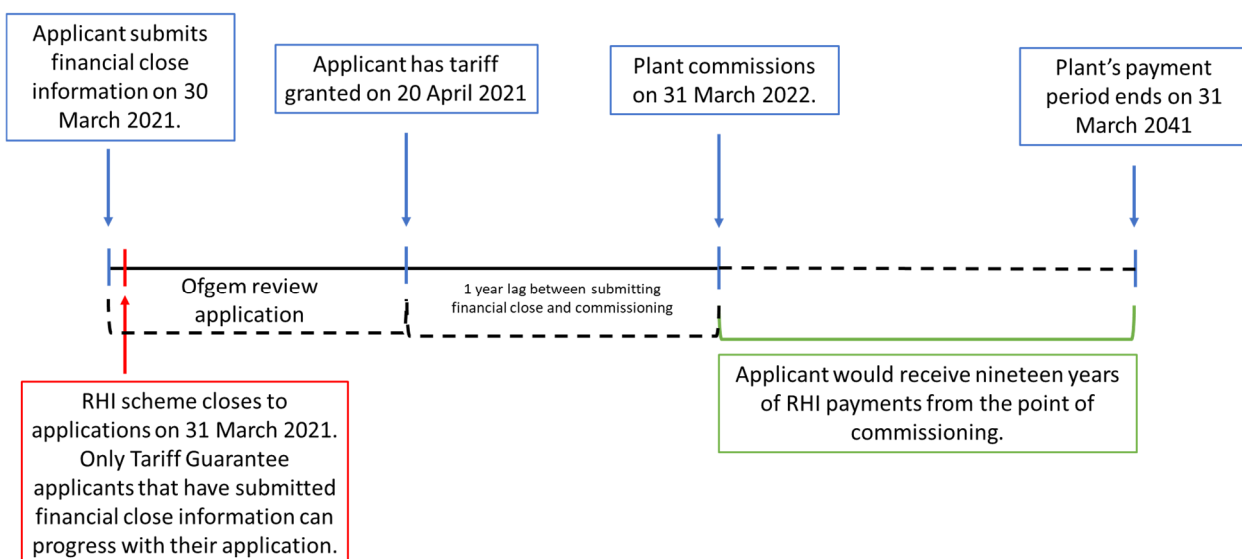 Applicant submits
financial close
information on 30
March 2021.
Applicant has tariff
granted on 20 April 2021
Plant commissions
on 31 March 2022.
Plant’s payment
period ends on 31
March 2041
Ofgem review
application
1 year lag between submitting
financial close and commissioning
RHI scheme closes to
applications on 31 March 2021.
Only Tariff Guarantee
applicants that have submitted
financial close information can
progress with their application.
Applicant would receive nineteen years
of RHI payments from the point of
commissioning.